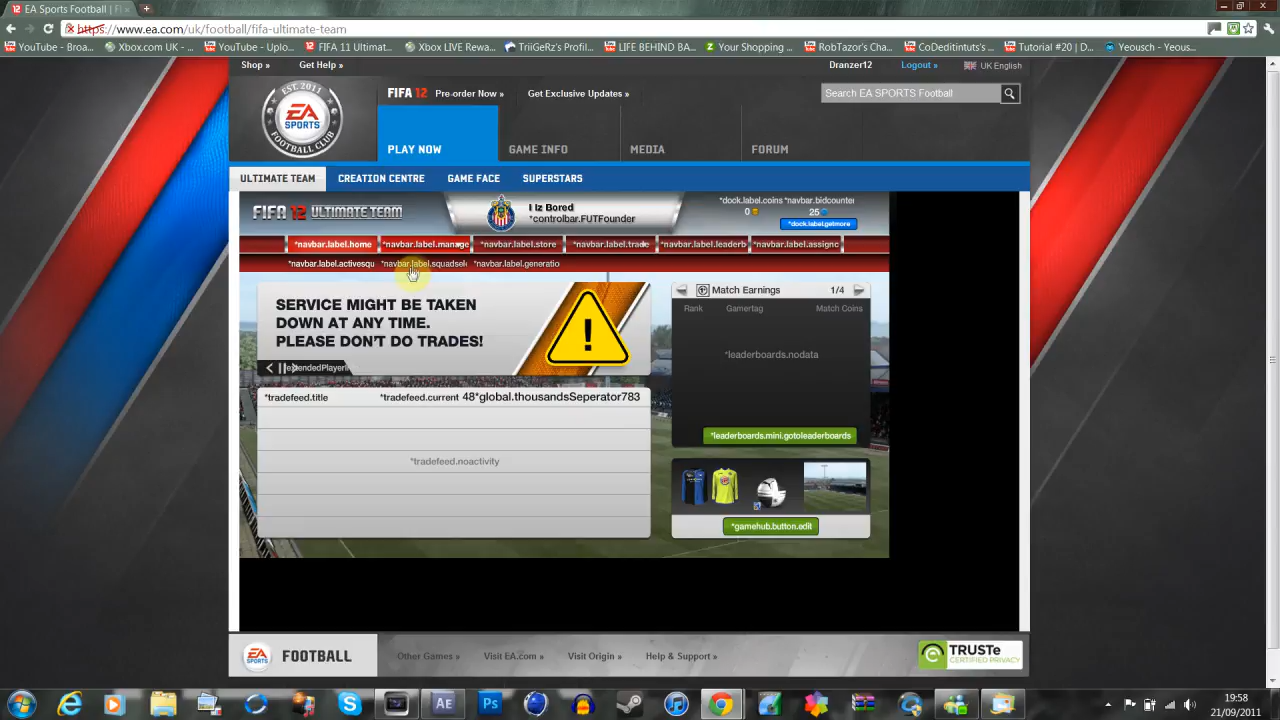 EA Sports Football | Fi
https://www.ea.com/uk/football/fifa-ultimate-team
YouTube - Broa...
Xbox.com UK - ...
YouTube - Uplo...
FIFA 11 Ultimat...
Xbox LIVE Rewa...
TriiGeRz's Profil...
LIFE BEHIND BA...
Your Shopping ...
RobTazor's Cha...
CoDeditintuts's ...
Tutorial #20 | D...
Yeousch - Yeous...
Shop »
Get Help »
Dranzer12
Logout »
UK English
EST. 2011
EA SPORTS
FOOTBALL CLUB
FIFA 12
Pre-order Now »
Get Exclusive Updates »
Search EA SPORTS Football
PLAY NOW
GAME INFO
MEDIA
FORUM
ULTIMATE TEAM
CREATION CENTRE
GAME FACE
SUPERSTARS
FIFA 12 ULTIMATE TEAM
I Iz Bored
*controlbar.FUTFounder
*dock.label.coins *navbar.bidcounter
0
25
*dock.label.getmore
*navbar.label.home
*navbar.label.manage
*navbar.label.store
*navbar.label.trade
*navbar.label.leaderb
*navbar.label.assignc
*navbar.label.activesqu
*navbar.label.squadsele
*navbar.label.generatio
SERVICE MIGHT BE TAKEN
DOWN AT ANY TIME.
PLEASE DON'T DO TRADES!
Match Earnings
1/4
Rank
Gamertag
Match Coins
*leaderboards.nodata
*leaderboards.mini.gotoleaderboards
*tradefeed.title
*tradefeed.current 48*global.thousandsSeperator783
*tradefeed.noactivity
*gamehub.button.edit
EA SPORTS
FOOTBALL
Other Games »
Visit EA.com »
Visit Origin »
Help & Support »
TRUSTe
CERTIFIED PRIVACY
AE
Ps
19:58
21/09/2011